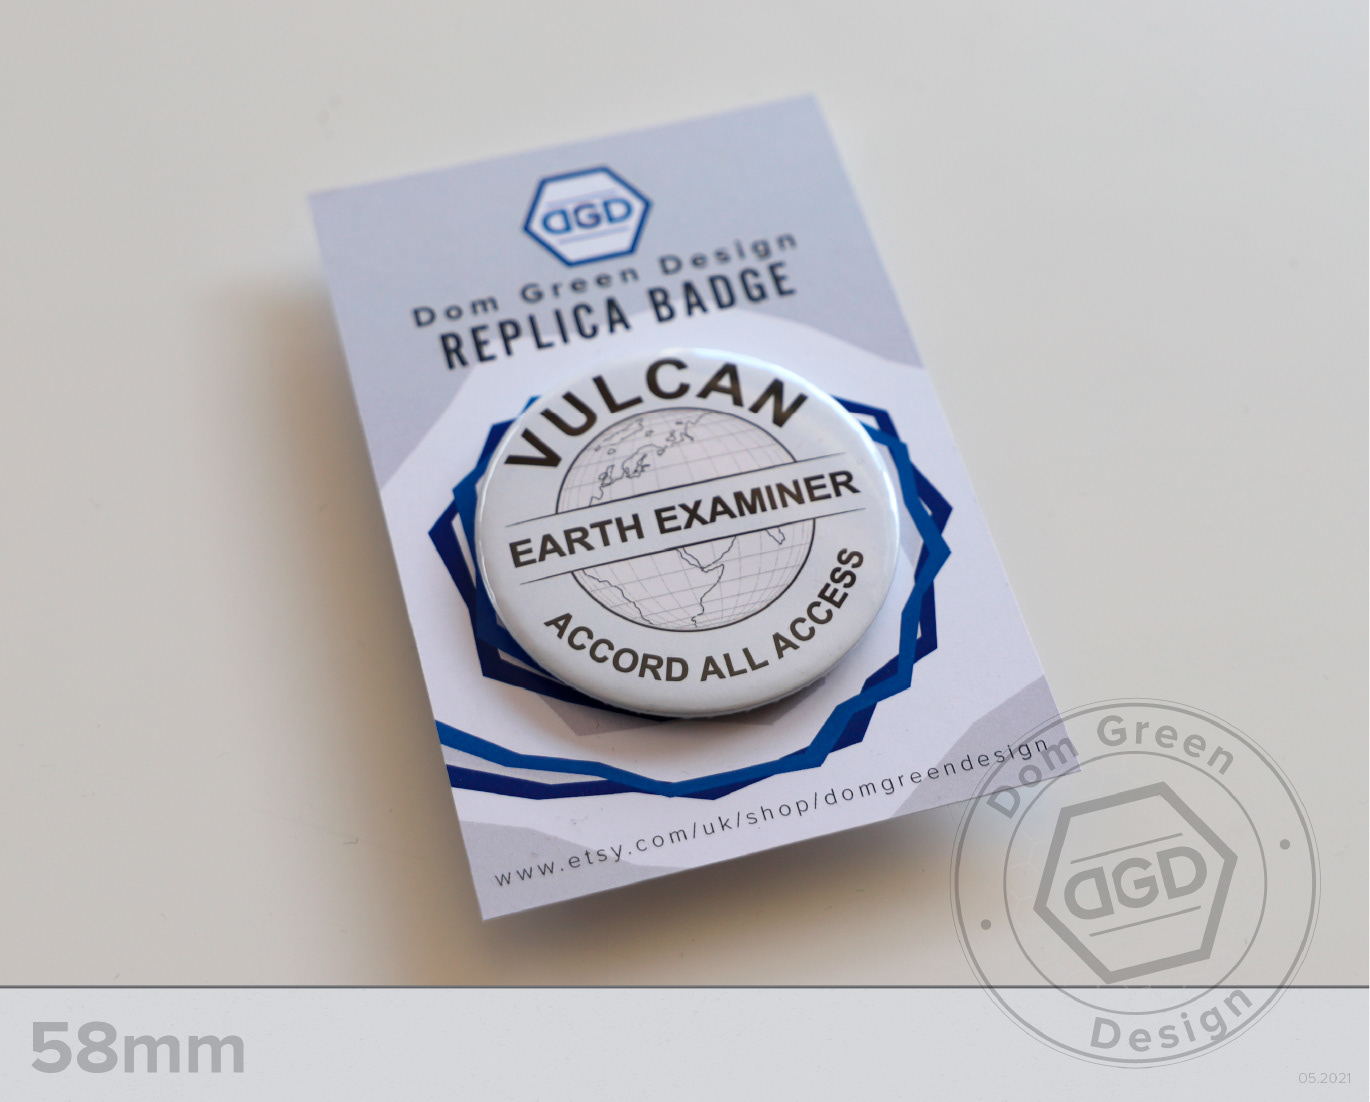 DGD
Dom Green Design
REPLICA BADGE
VULCAN
EARTH EXAMINER
ACCORD ALL ACCESS
www.etsy.com/uk/shop/domgreendesign
Dom Green
DGD
Design
58mm
05.2021